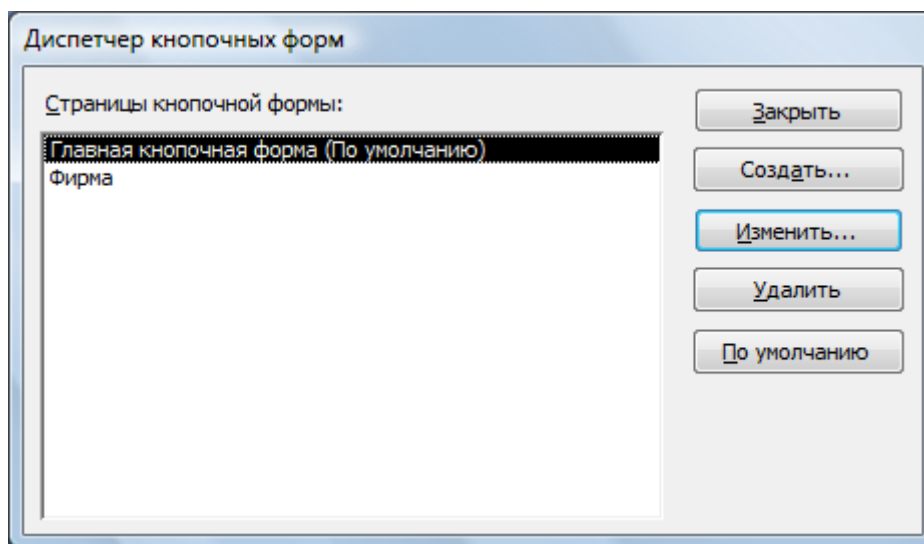 Диспетчер кнопочных форм
Страницы кнопочной формы:
Главная кнопочная форма (По умолчанию)
Фирма
Закрыть
Создать...
Изменить...
Удалить
По умолчанию